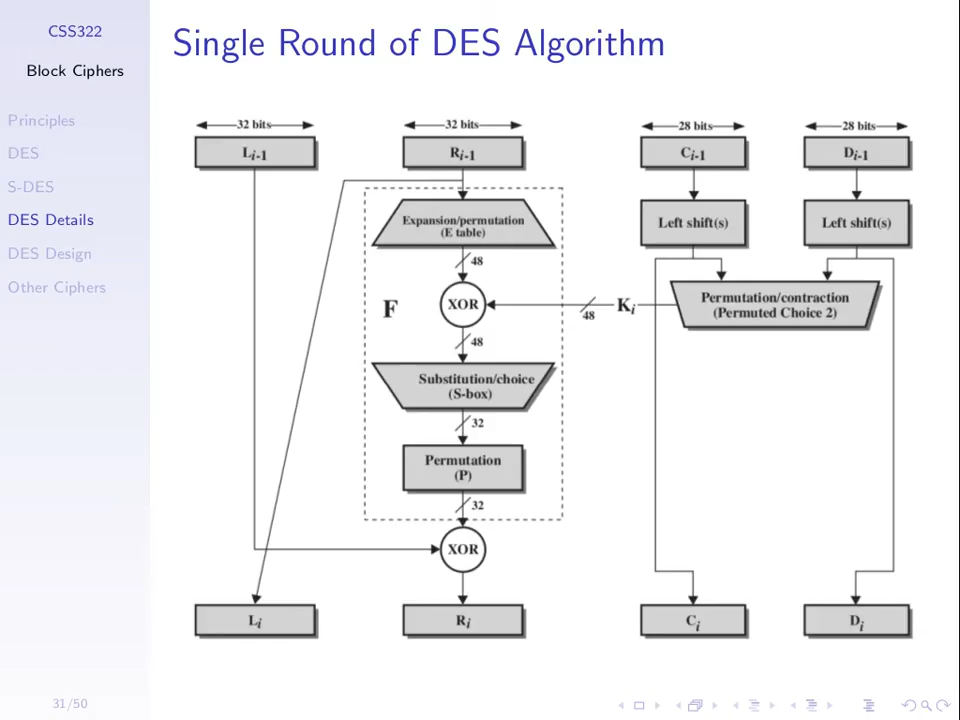 CSS322
Block Ciphers
Principles
DES
S-DES
DES Details
DES Design
Other Ciphers
31/50
Single Round of DES Algorithm
32 bits
32 bits
28 bits
28 bits
Li-1
Ri-1
Ci-1
Di-1
Expansion/permutation
(E table)
Left shift(s)
Left shift(s)
48
F
XOR
48
Ki
Permutation/contraction
(Permuted Choice 2)
48
Substitution/choice
(S-box)
32
Permutation
(P)
32
XOR
Li
Ri
Ci
Di